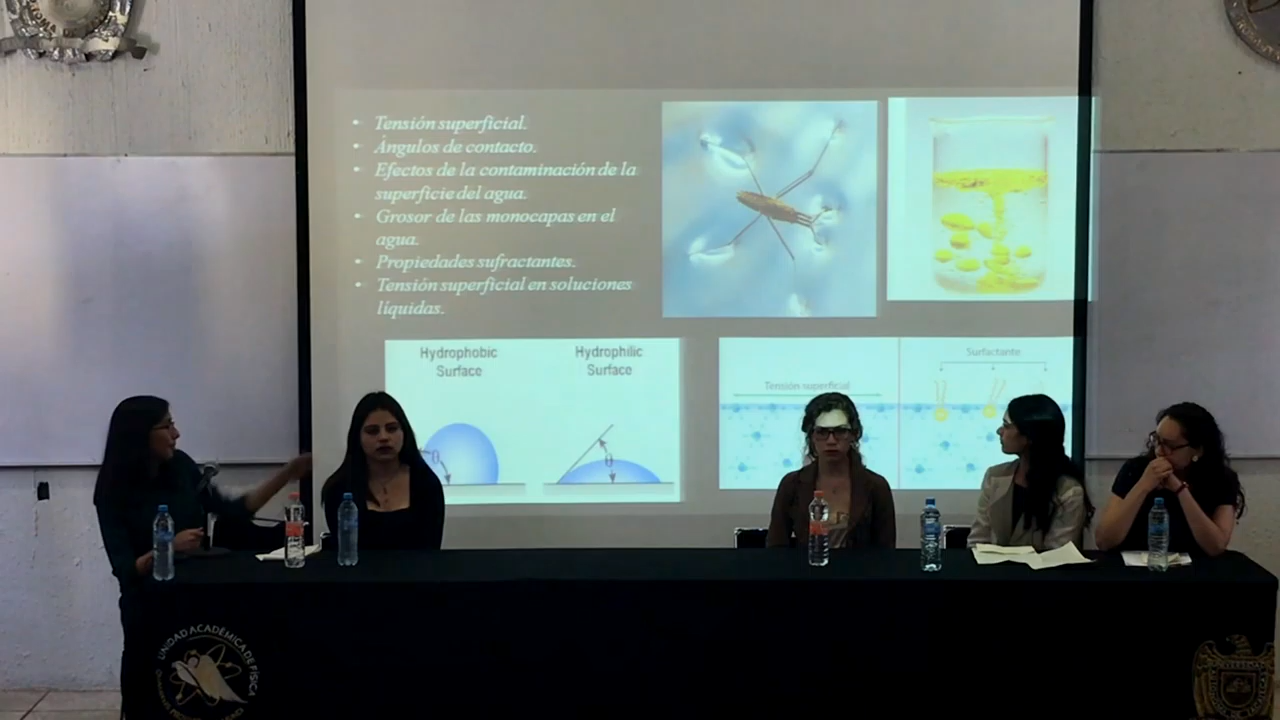 • Tensión superficial.
• Ángulos de contacto.
• Efectos de la contaminación de la
superficie del agua.
• Grosor de las monocapas en el
agua.
• Propiedades sufractantes.
• Tensión superficial en soluciones
líquidas.
Hydrophobic
Surface
Hydrophilic
Surface
θ
θ
Tensión superficial
Surfactante
UNIDAD ACADÉMICA DE FÍSICA